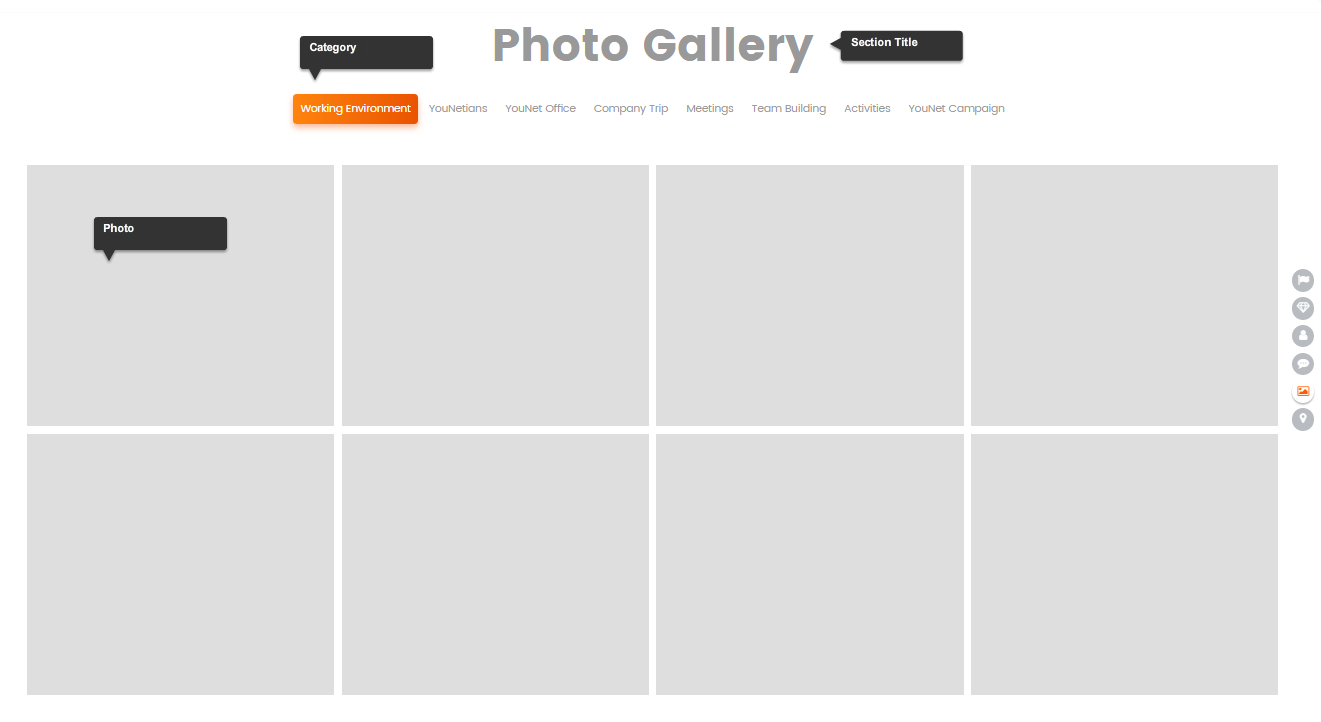 Photo Gallery
Section Title
Category
Working Environment YouNetians YouNet Office Company Trip Meetings Team Building Activities YouNet Campaign
Photo